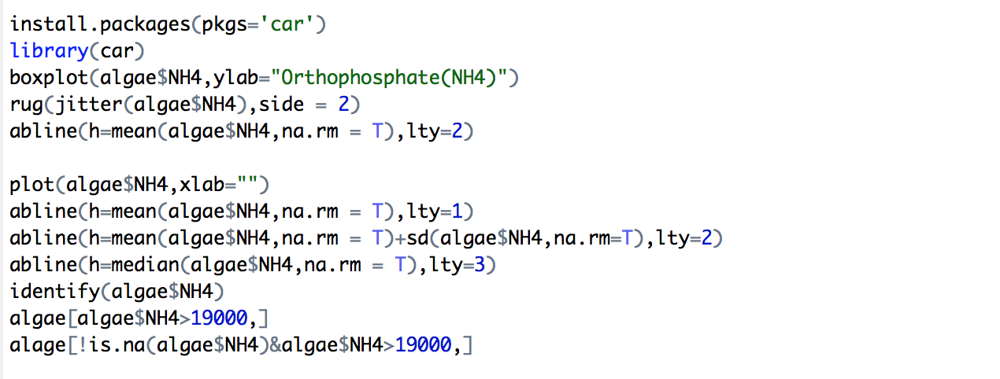 install.packages(pkgs='car')
library(car)
boxplot(algae$NH4,ylab="Orthophosphate(NH4)")
rug(jitter(algae$NH4),side = 2)
abline(h=mean(algae$NH4,na.rm = T),lty=2)
plot(algae$NH4,xlab="")
abline(h=mean(algae$NH4,na.rm = T),lty=1)
abline(h=mean(algae$NH4,na.rm = T)+sd(algae$NH4,na.rm=T),lty=2)
abline(h=median(algae$NH4,na.rm = T),lty=3)
identify(algae$NH4)
algae[algae$NH4>19000,]
alage[!is.na(algae$NH4)&algae$NH4>19000,]